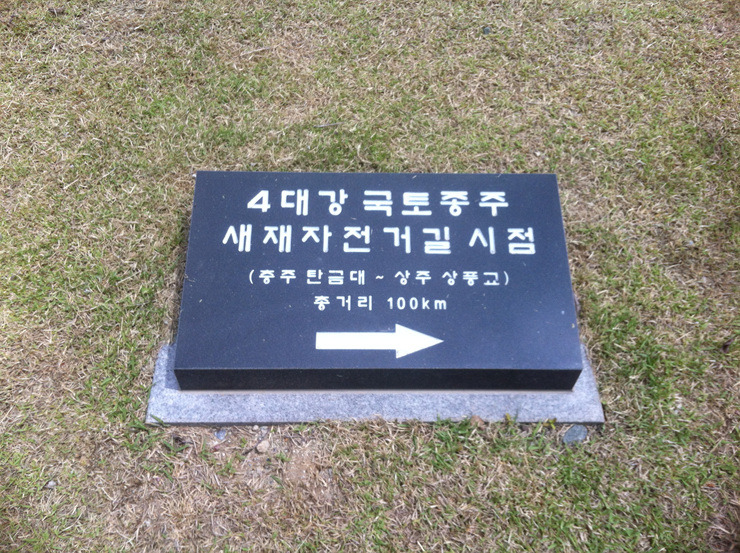 4대강 국토종주
새재자전거길 시점
(충주 탄금대 ~ 상주 상풍교)
총거리 100km